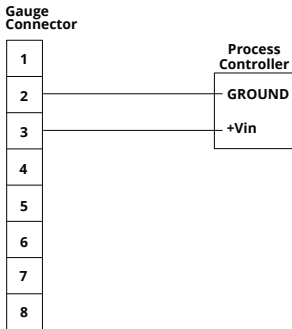 Gauge
Connector
Process
Controller
1
2
GROUND
3
+Vin
4
5
6
7
8